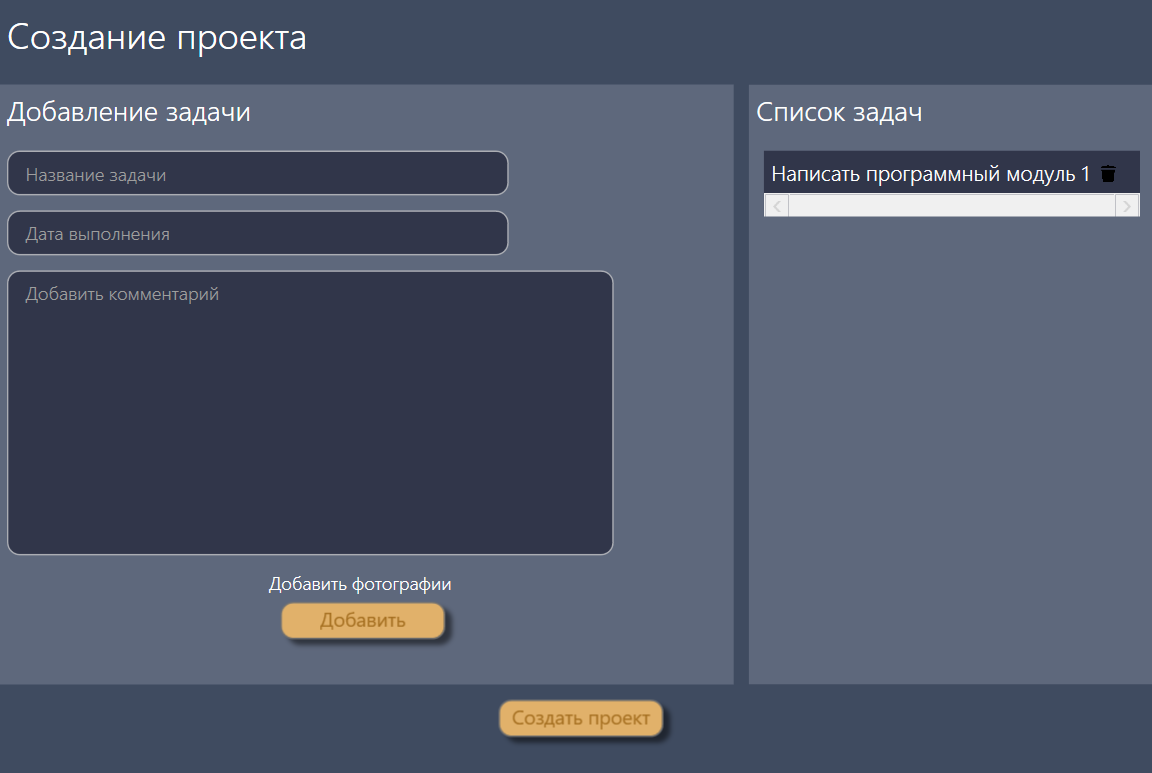 Создание проекта
Добавление задачи
Название задачи
Дата выполнения
Добавить комментарий
Добавить фотографии
Добавить
Список задач
Написать программный модуль 1
Создать проект